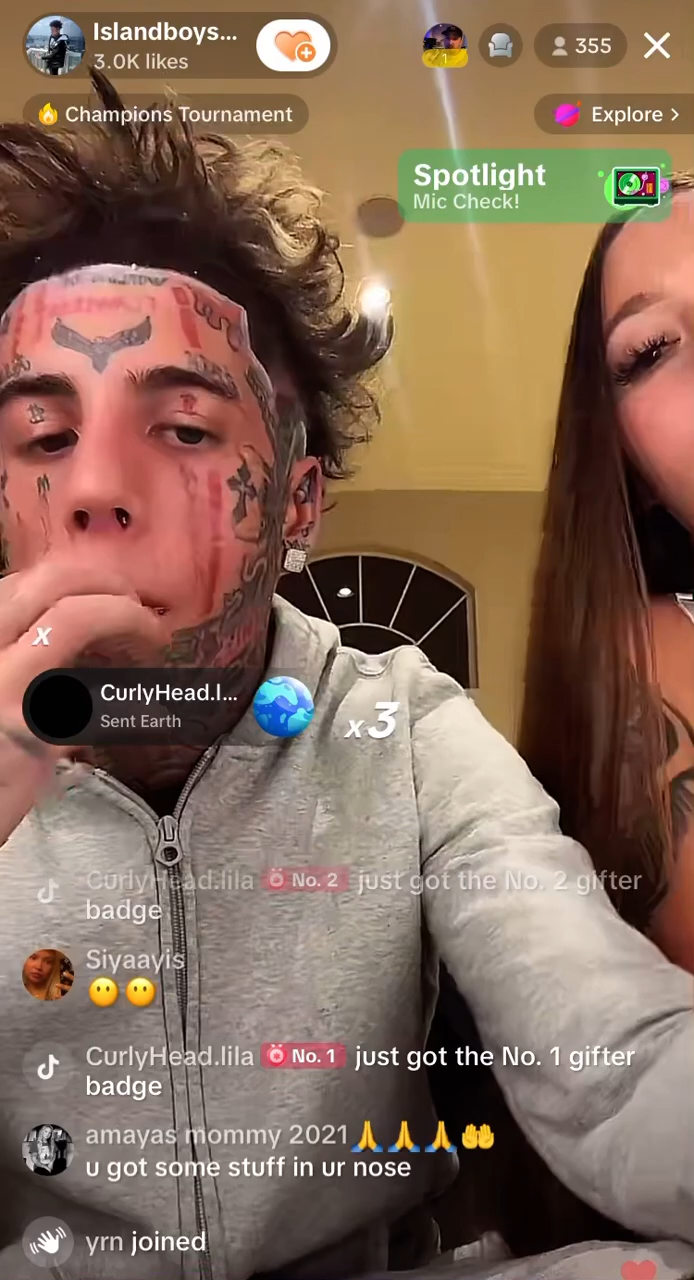 Islandboys...
3.0K likes
1
355
Champions Tournament
Explore >
Spotlight
Mic Check!
x
CurlyHead.l...
Sent Earth
x3
CurlyHead.lila No. 2 just got the No. 2 gifter
badge
Siyaayis
😶 😶
CurlyHead.lila No. 1 just got the No. 1 gifter
badge
amayas mommy 2021🙏🙏🙏🤲
u got some stuff in ur nose
yrn joined